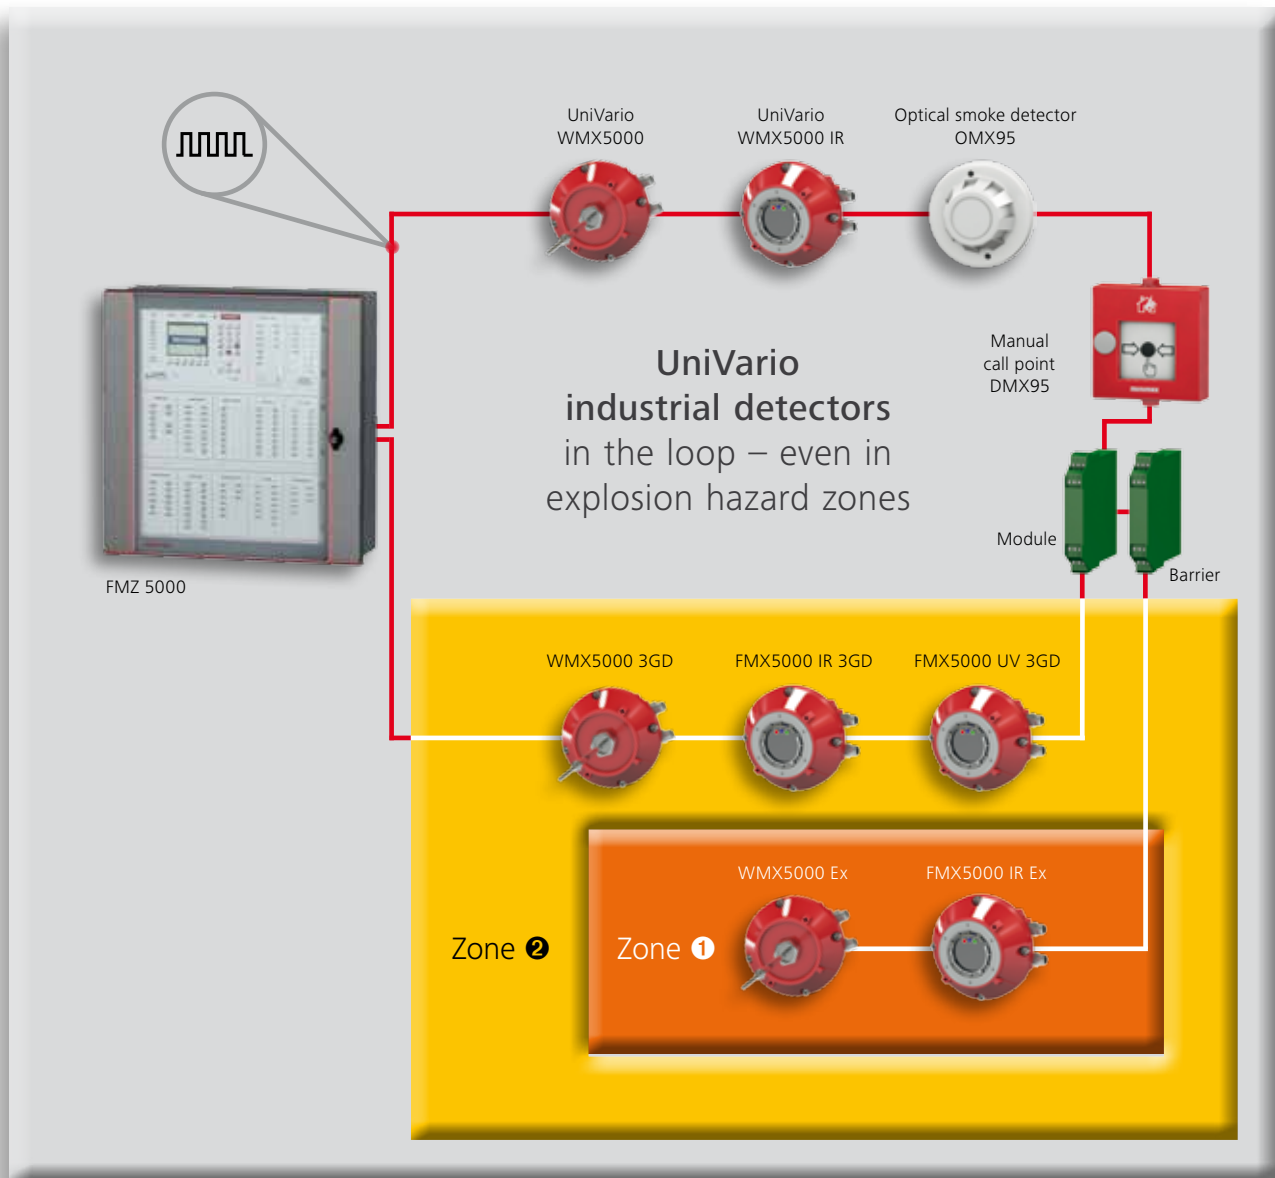 UniVario
WMX5000
UniVario
WMX5000 IR
Optical smoke detector
OMX95
Manual
call point
DMX95
UniVario
industrial detectors
in the loop – even in
explosion hazard zones
Module
Barrier
FMZ 5000
WMX5000 3GD
FMX5000 IR 3GD
FMX5000 UV 3GD
WMX5000 Ex
FMX5000 IR Ex
Zone ❷
Zone ❶